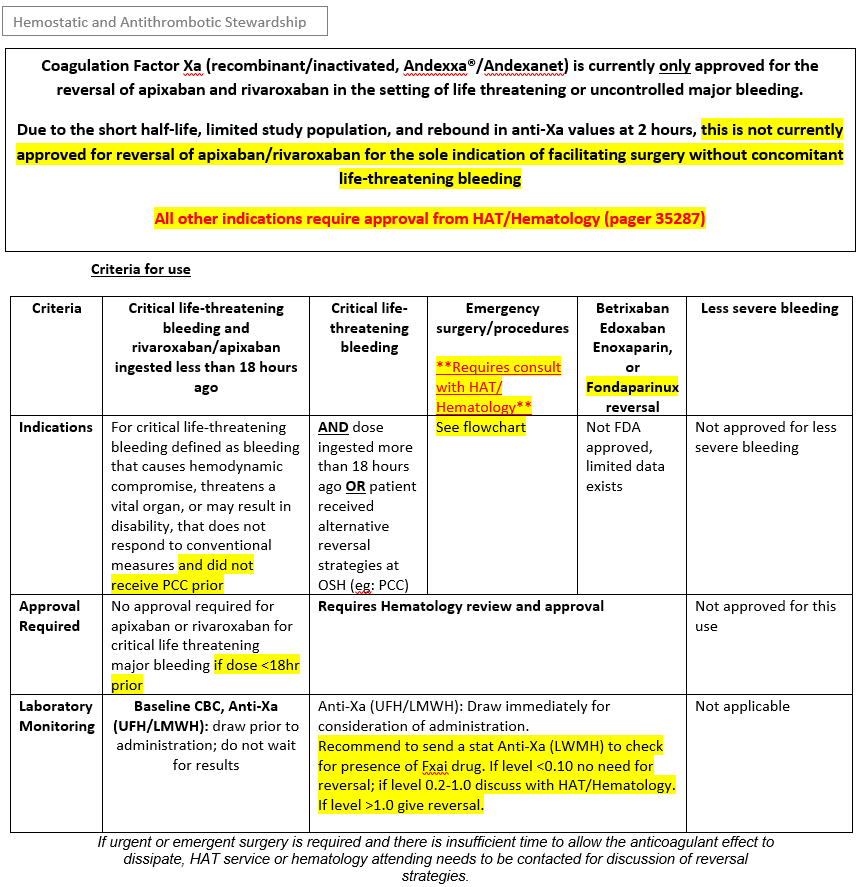 Hemostatic and Antithrombotic Stewardship
Coagulation Factor Xa (recombinant/inactivated, Andexxa®/Andexanet) is currently only approved for the
reversal of apixaban and rivaroxaban in the setting of life threatening or uncontrolled major bleeding.
Due to the short half-life, limited study population, and rebound in anti-Xa values at 2 hours, this is not currently
approved for reversal of apixaban/rivaroxaban for the sole indication of facilitating surgery without concomitant
life-threatening bleeding
All other indications require approval from HAT/Hematology (pager 35287)
Criteria for use
Criteria
Critical life-threatening
bleeding and
rivaroxaban/apixaban
ingested less than 18 hours
ago
Critical life-
threatening
bleeding
Emergency
surgery/procedures
**Requires consult
with HAT/
Hematology**
Betrixaban
Edoxaban
Enoxaparin,
or
Fondaparinux
reversal
Less severe bleeding
Indications
For critical life-threatening
bleeding defined as bleeding
that causes hemodynamic
compromise, threatens a
vital organ, or may result in
disability, that does not
respond to conventional
measures and did not
receive PCC prior
AND dose
ingested more
than 18 hours
ago OR patient
received
alternative
reversal
strategies at
OSH (eg: PCC)
See flowchart
Not FDA
approved,
limited data
exists
Not approved for less
severe bleeding
Approval
Required
No approval required for
apixaban or rivaroxaban for
critical life threatening
major bleeding if dose <18hr
prior
Requires Hematology review and approval
Not approved for this
use
Laboratory
Monitoring
Baseline CBC, Anti-Xa
(UFH/LMWH): draw prior to
administration; do not wait
for results
Anti-Xa (UFH/LMWH): Draw immediately for
consideration of administration.
Recommend to send a stat Anti-Xa (LWMH) to check
for presence of Fxai drug. If level <0.10 no need for
reversal; if level 0.2-1.0 discuss with HAT/Hematology.
If level >1.0 give reversal.
Not applicable
If urgent or emergent surgery is required and there is insufficient time to allow the anticoagulant effect to
dissipate, HAT service or hematology attending needs to be contacted for discussion of reversal
strategies.